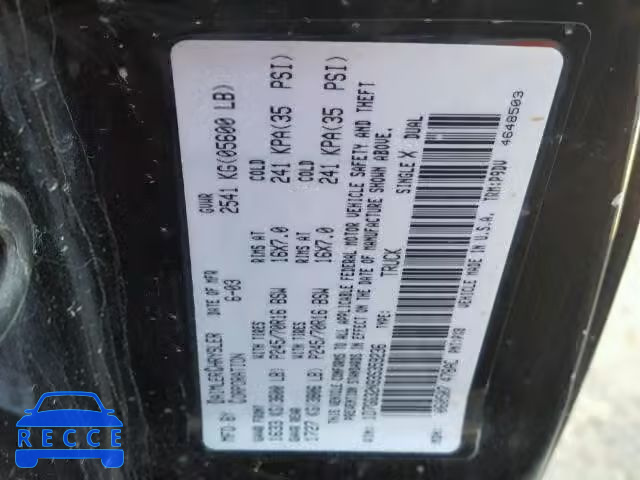 MFD BY DAIMLERCHRYSLER CORPORATION
DATE OF MFR 6-03
GVWR 2541 KG(05600 LB)
GAWR FRONT WITH TIRES RIMS AT COLD
1633 KG(3600 LB) P245/70R16 BSW 16X7.0 241 KPA(35 PSI)
GAWR REAR WITH TIRES RIMS AT COLD
P245/70R16 BSW 16X7.0 241 KPA(35 PSI)
THIS VEHICLE CONFORMS TO ALL APPLICABLE FEDERAL MOTOR VEHICLE SAFETY AND THEFT
PREVENTION STANDARDS IN EFFECT ON THE DATE OF MANUFACTURE SHOWN ABOVE.
VIN: TYPE: TRUCK SINGLE X DUAL
VEHICLE MADE IN U.S.A. 4648503
RECCE